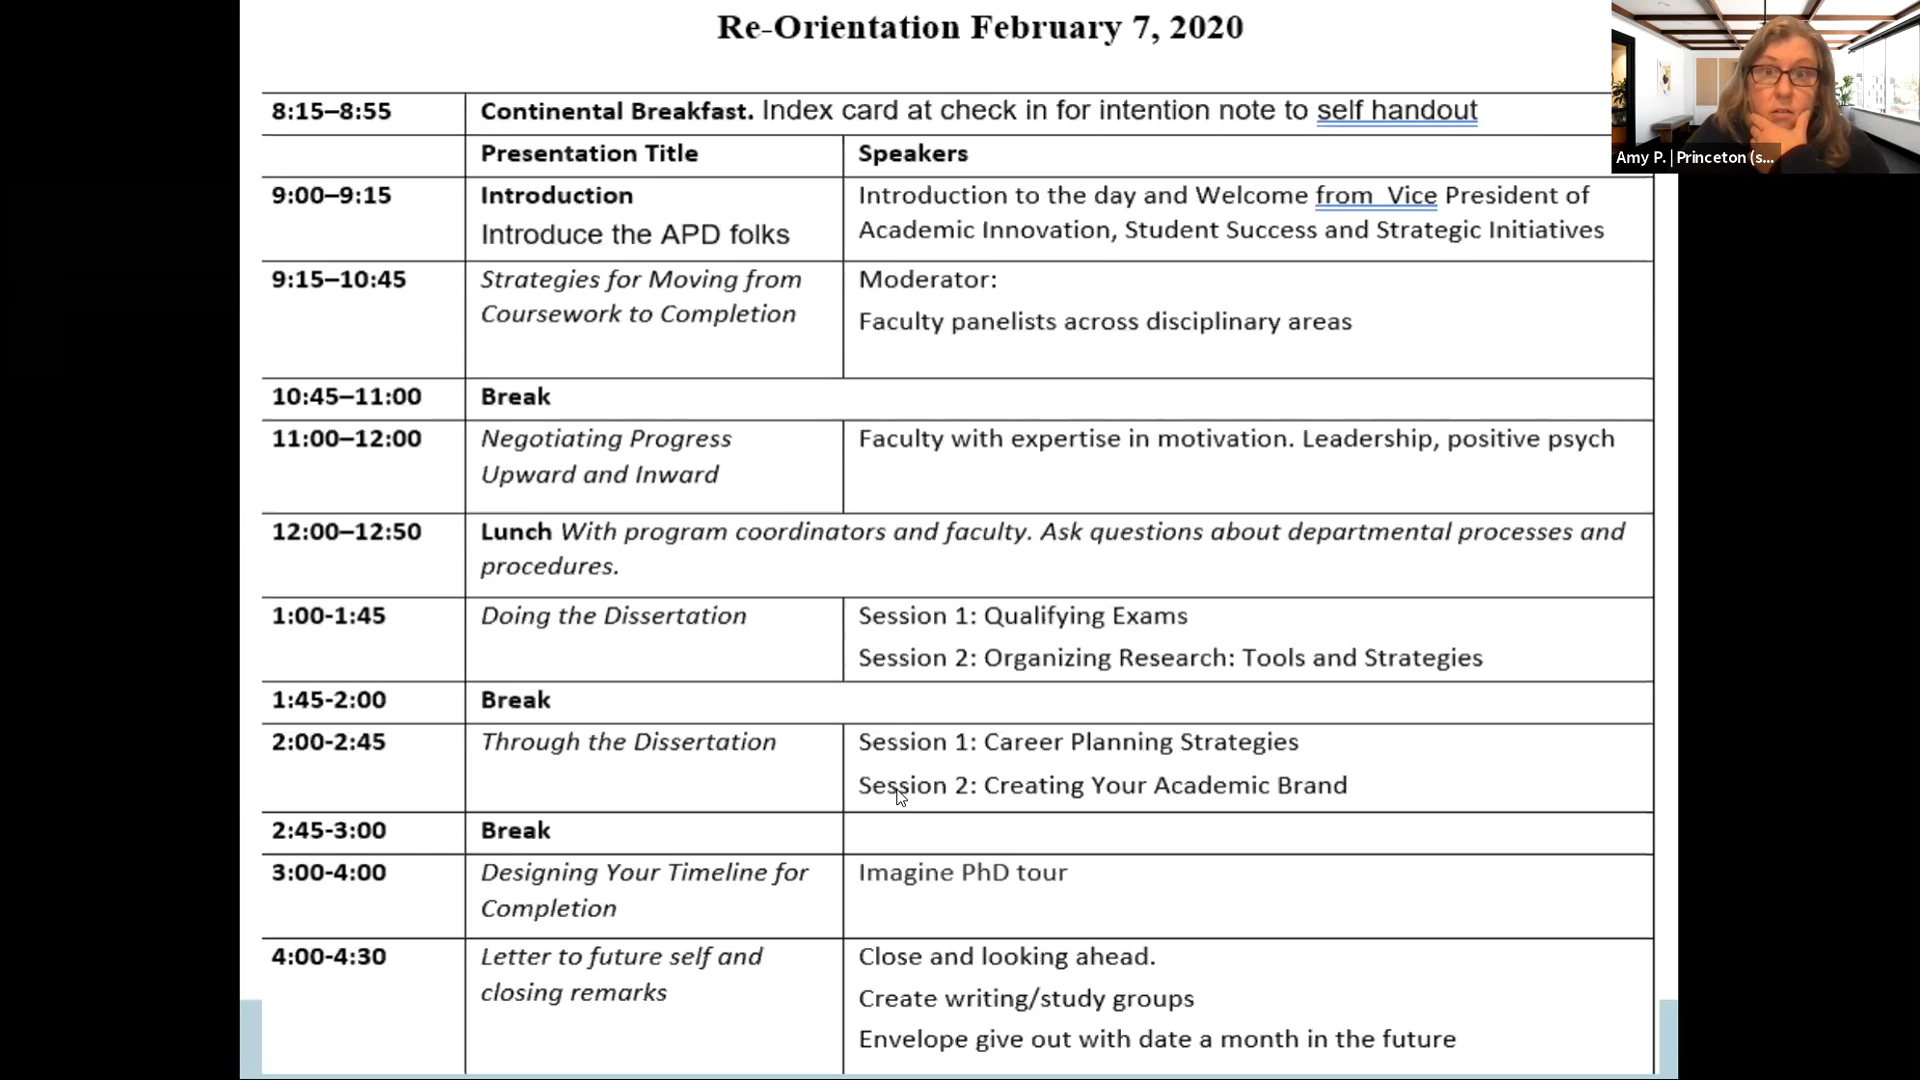 Re-Orientation February 7, 2020
8:15–8:55 Continental Breakfast. Index card at check in for intention note to self handout
Presentation Title Speakers
9:00–9:15 Introduction Introduction to the day and Welcome from  Vice President of
Introduce the APD folks Academic Innovation, Student Success and Strategic Initiatives
9:15–10:45 Strategies for Moving from Moderator:
Coursework to Completion Faculty panelists across disciplinary areas
10:45–11:00 Break
11:00–12:00 Negotiating Progress Faculty with expertise in motivation. Leadership, positive psych
Upward and Inward
12:00–12:50 Lunch With program coordinators and faculty. Ask questions about departmental processes and
procedures.
1:00-1:45 Doing the Dissertation Session 1: Qualifying Exams
Session 2: Organizing Research: Tools and Strategies
1:45-2:00 Break
2:00-2:45 Through the Dissertation Session 1: Career Planning Strategies
Session 2: Creating Your Academic Brand
2:45-3:00 Break
3:00-4:00 Designing Your Timeline for Imagine PhD tour
Completion
4:00-4:30 Letter to future self and Close and looking ahead.
closing remarks Create writing/study groups
Envelope give out with date a month in the future
Amy P. | Princeton (s...